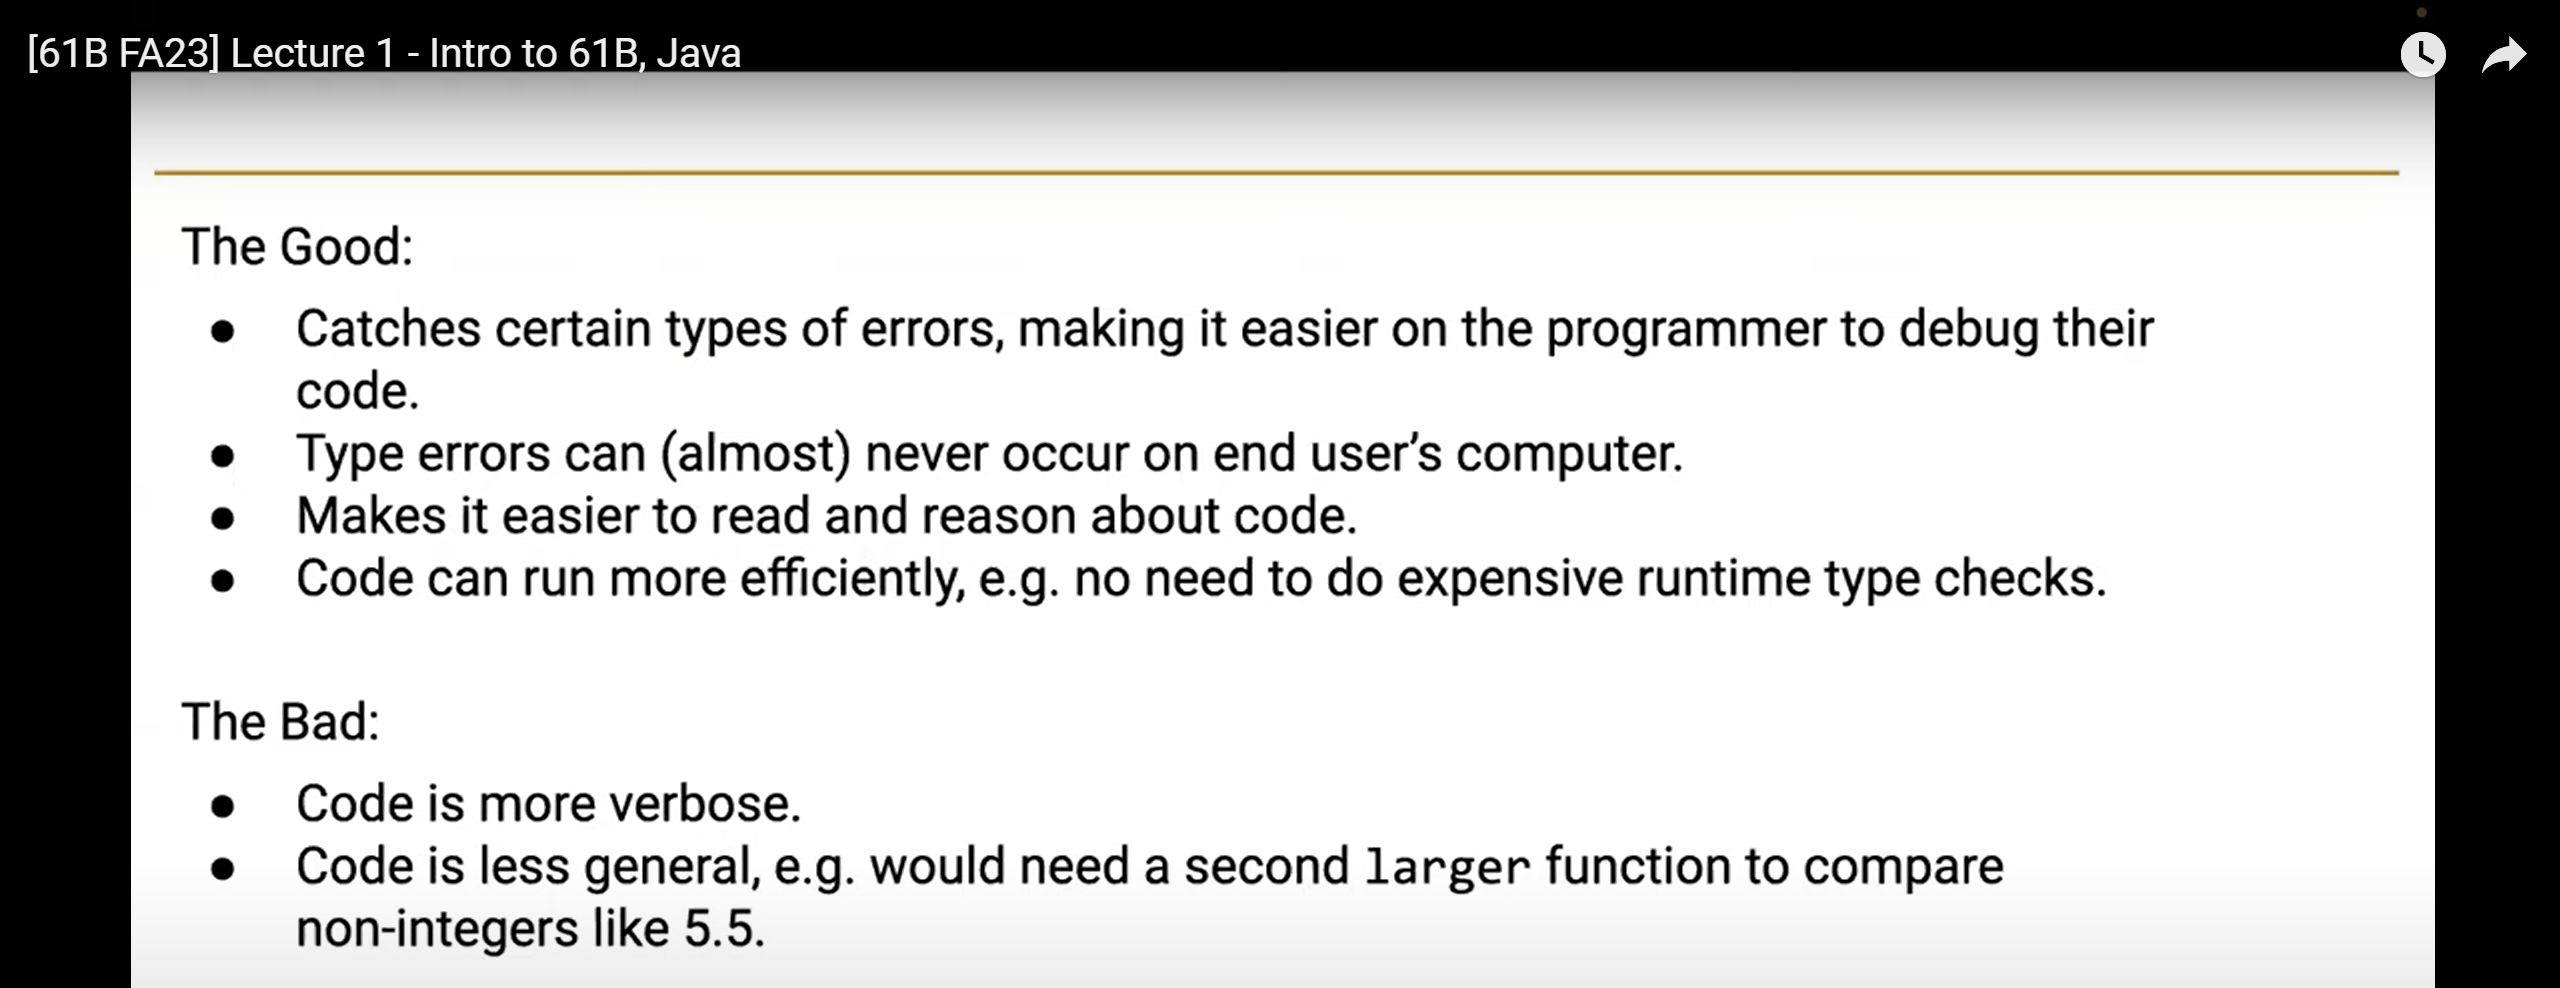 [61B FA23] Lecture 1 - Intro to 61B, Java
The Good:
● Catches certain types of errors, making it easier on the programmer to debug their
code.
● Type errors can (almost) never occur on end user’s computer.
● Makes it easier to read and reason about code.
● Code can run more efficiently, e.g. no need to do expensive runtime type checks.
The Bad:
● Code is more verbose.
● Code is less general, e.g. would need a second larger function to compare
non-integers like 5.5.